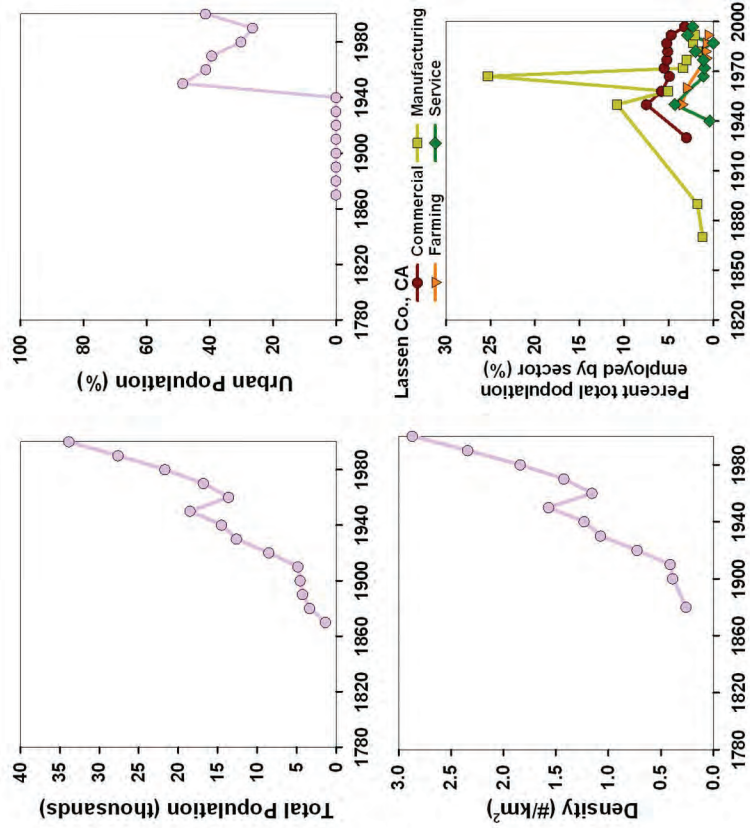 Total Population (thousands)
40
35
30
25
20
15
10
5
0
1780 1820 1860 1900 1940 1980
Urban Population (%)
100
80
60
40
20
0
1780 1820 1860 1900 1940 1980
Density (#/km²)
3.0
2.5
2.0
1.5
1.0
0.5
0.0
1780 1820 1860 1900 1940 1980
Lassen Co., CA
Commercial Manufacturing
Farming Service
Percent total population
employed by sector (%)
30
25
20
15
10
5
0
1820 1850 1880 1910 1940 1970 2000